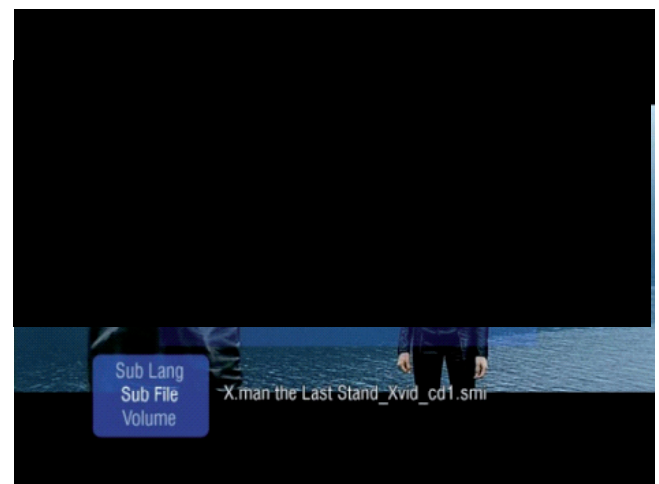 Sub Lang
Sub File X.man the Last Stand_Xvid_cd1.smi
Volume